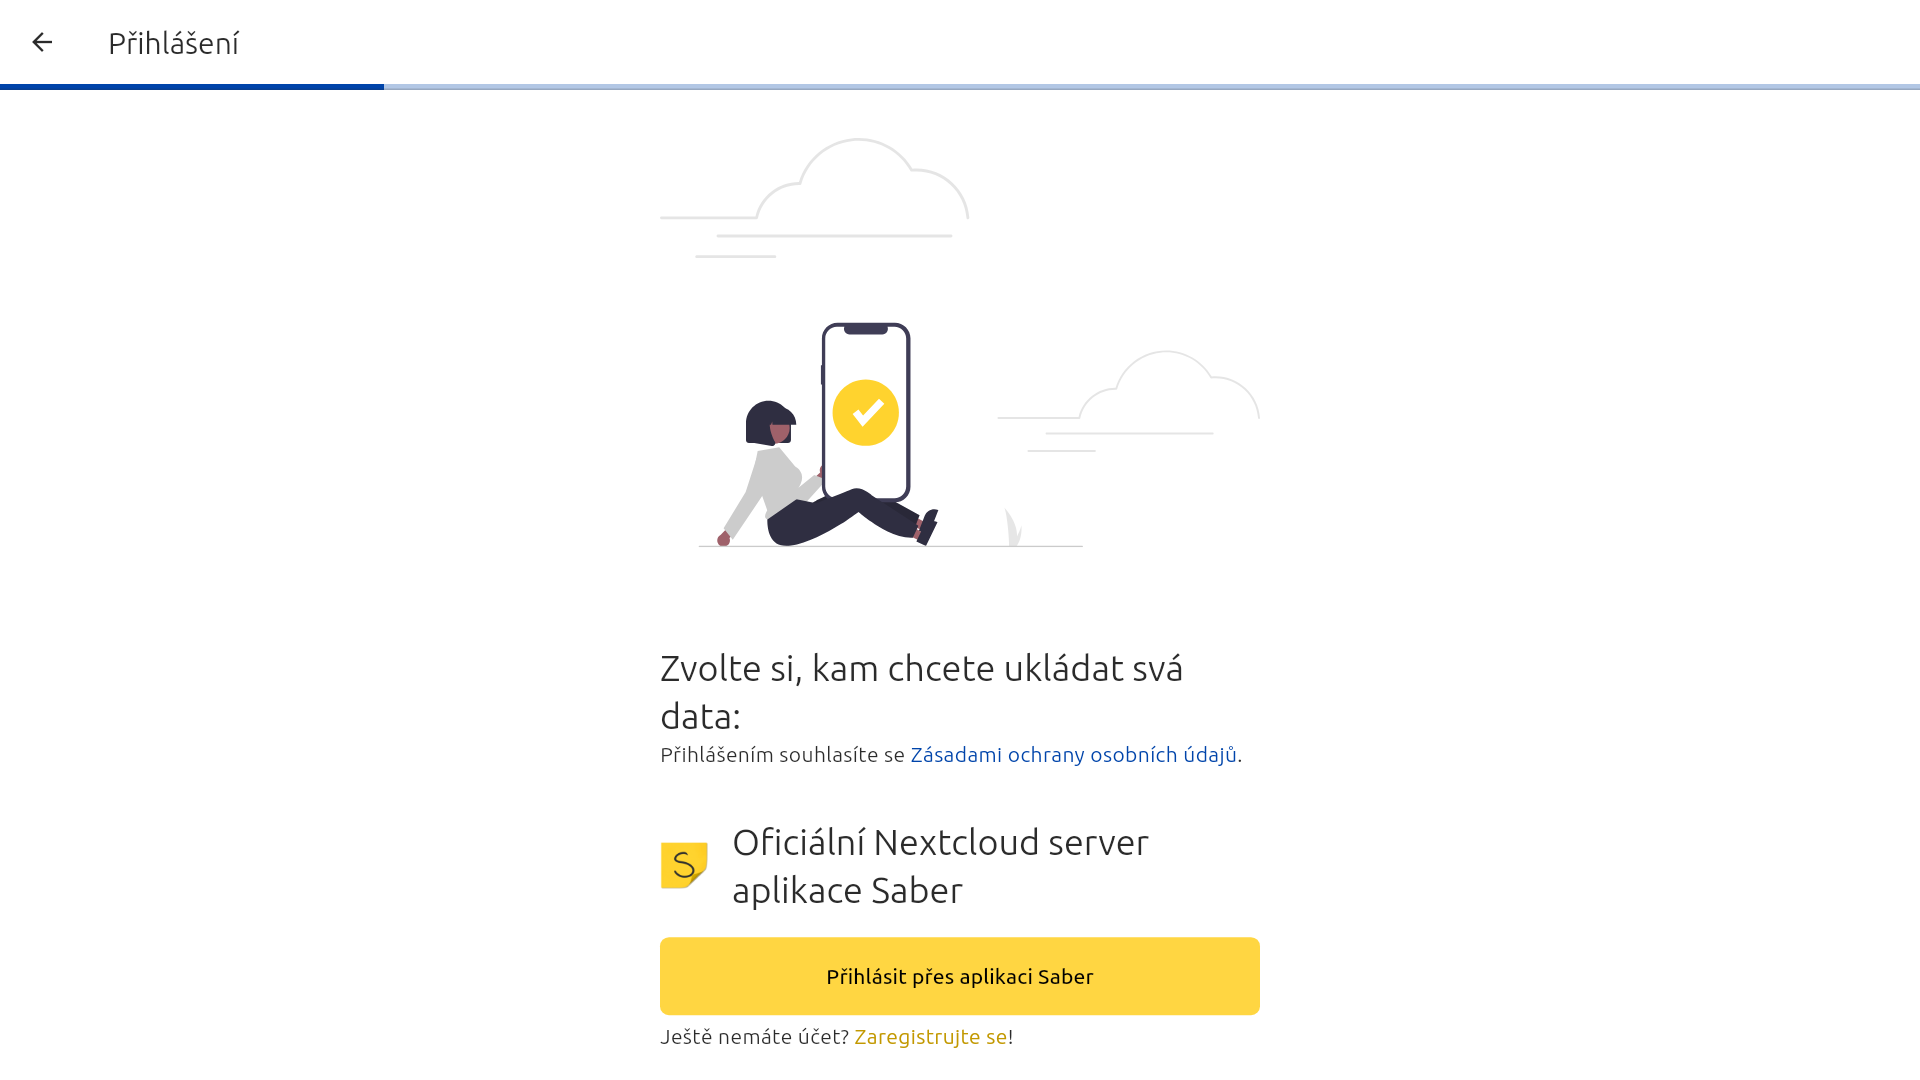 Přihlášení
Zvolte si, kam chcete ukládat svá
data:
Přihlášením souhlasíte se Zásadami ochrany osobních údajů.
S
Oficiální Nextcloud server
aplikace Saber
Přihlásit přes aplikaci Saber
Ještě nemáte účet? Zaregistrujte se!